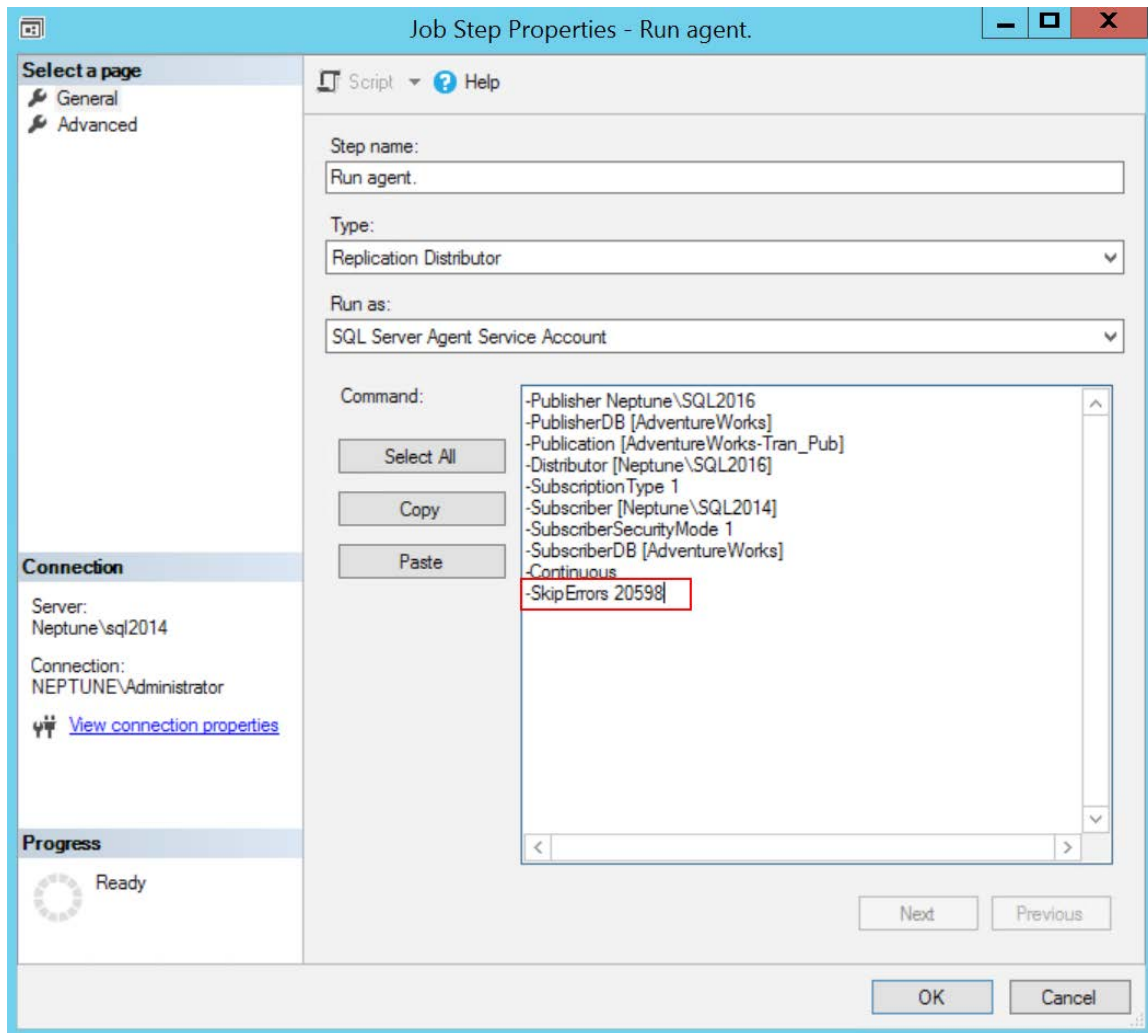 Job Step Properties - Run agent.
Select a page
General
Advanced
Script
Help
Step name:
Run agent.
Type:
Replication Distributor
Run as:
SQL Server Agent Service Account
Command:
Select All
Copy
Paste
-Publisher Neptune\SQL2016
-PublisherDB [AdventureWorks]
-Publication [AdventureWorks-Tran_Pub]
-Distributor [Neptune\SQL2016]
-SubscriptionType 1
-Subscriber [Neptune\SQL2014]
-SubscriberSecurityMode 1
-SubscriberDB [AdventureWorks]
-Continuous
-SkipErrors 20598
Connection
Server:
Neptune\sql2014
Connection:
NEPTUNE\Administrator
View connection properties
Progress
Ready
Next
Previous
OK
Cancel